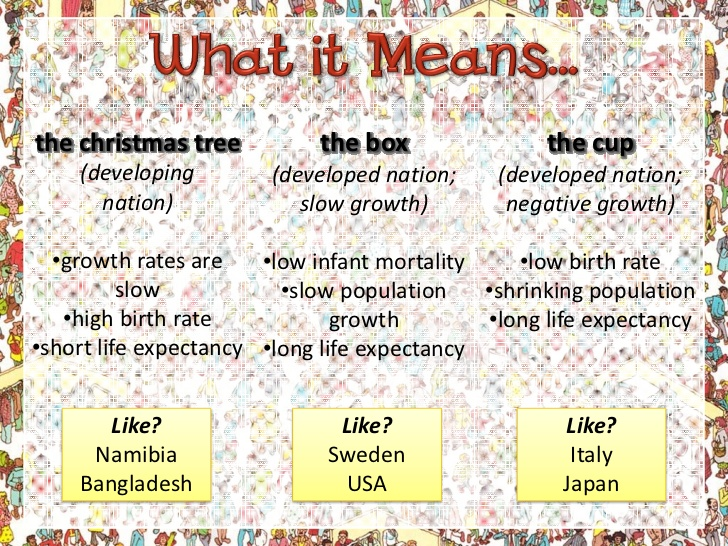 What it Means...
the christmas tree
(developing
nation)
•growth rates are
slow
•high birth rate
•short life expectancy
Like?
Namibia
Bangladesh
the box
(developed nation;
slow growth)
•low infant mortality
•slow population
growth
•long life expectancy
Like?
Sweden
USA
the cup
(developed nation;
negative growth)
•low birth rate
•shrinking population
•long life expectancy
Like?
Italy
Japan